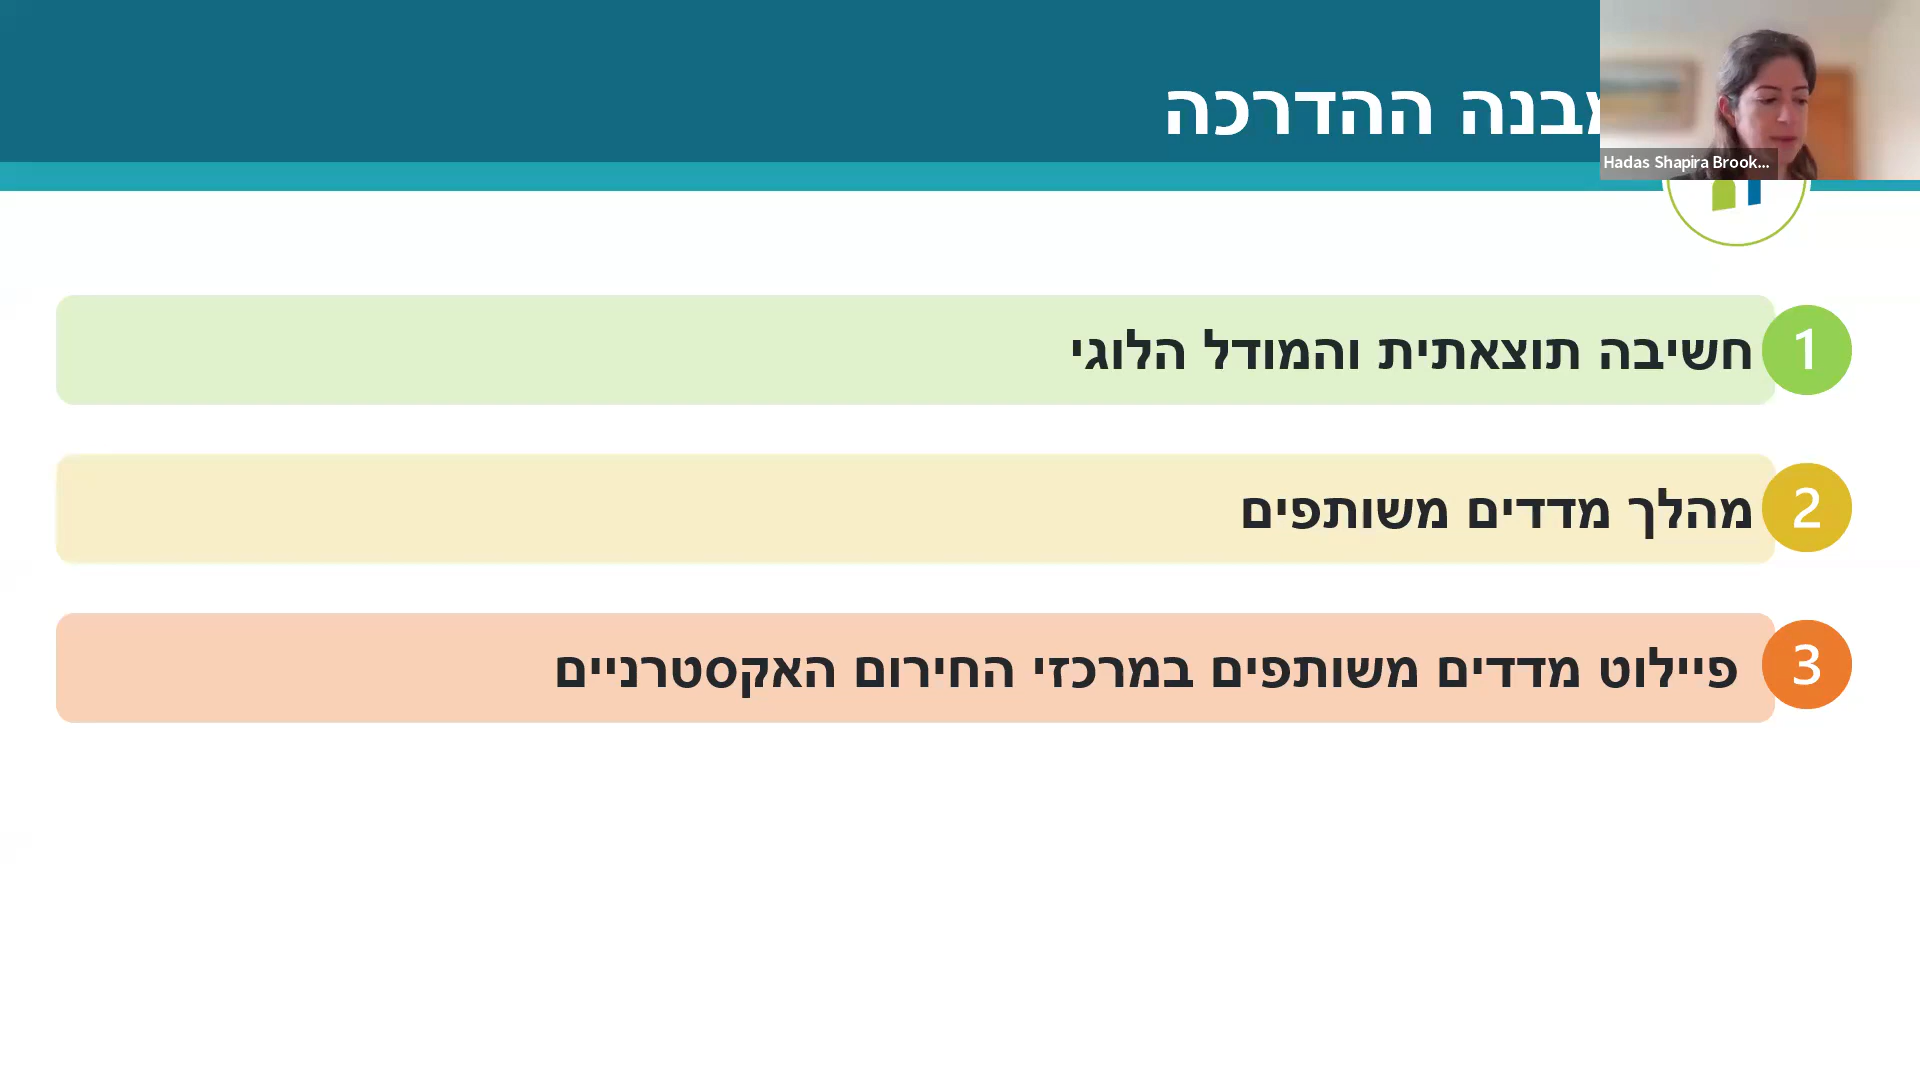 מבנה ההדרכה
Hadas Shapira Brook...
1 חשיבה תוצאתית והמודל הלוגי
2 מהלך מדדים משותפים
3 פיילוט מדדים משותפים במרכזי החירום האקסטרניים